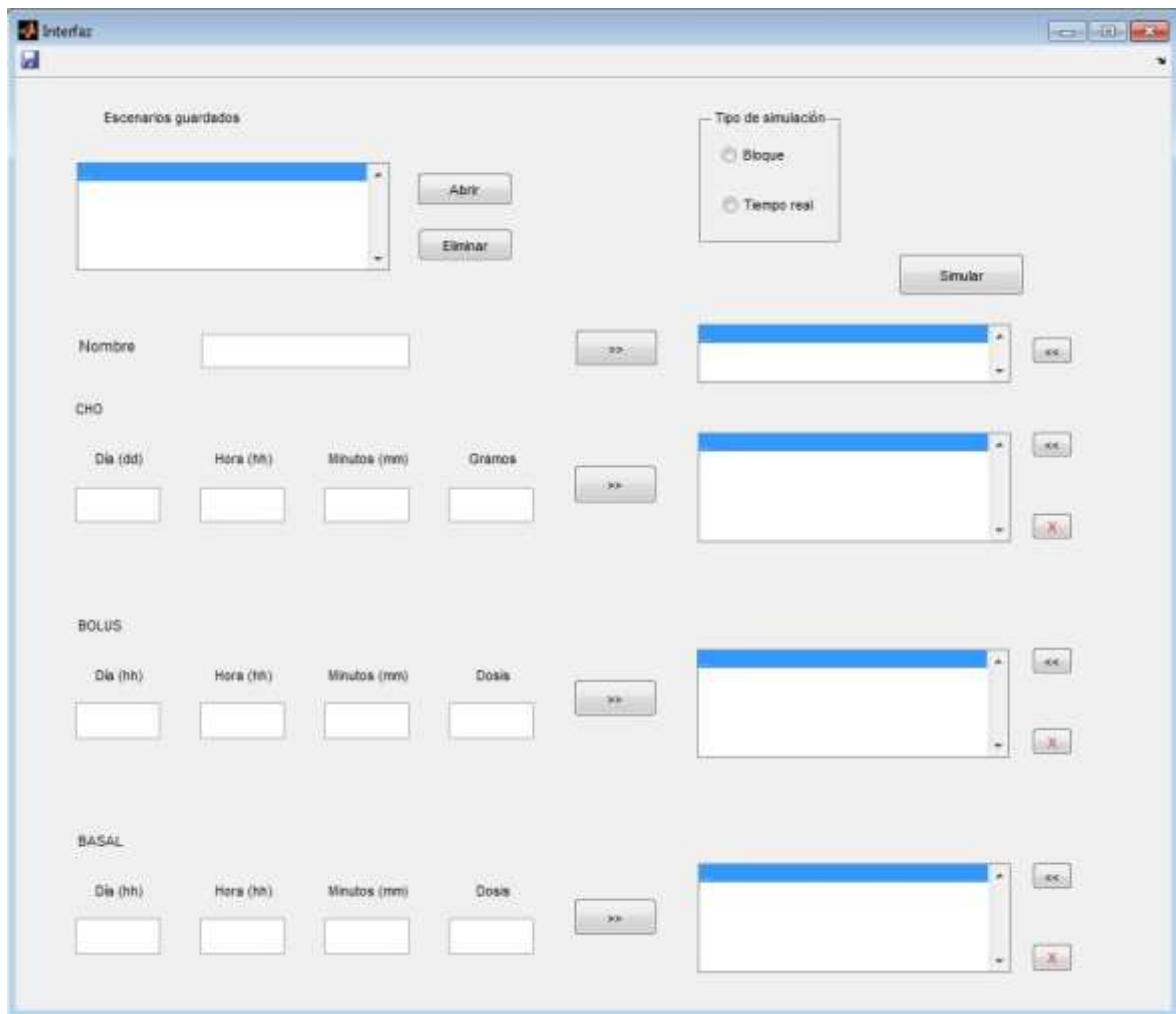 Interfaz
Escenarios guardados
Tipo de simulación
Bloque
Abrir
Tiempo real
Eliminar
Simular
Nombre
>>
<<
CHO
Día (dd) Hora (hh) Minutos (mm) Gramos
>>
<<
X
BOLUS
Día (hh) Hora (hh) Minutos (mm) Dosis
>>
<<
X
BASAL
Día (hh) Hora (hh) Minutos (mm) Dosis
>>
<<
X